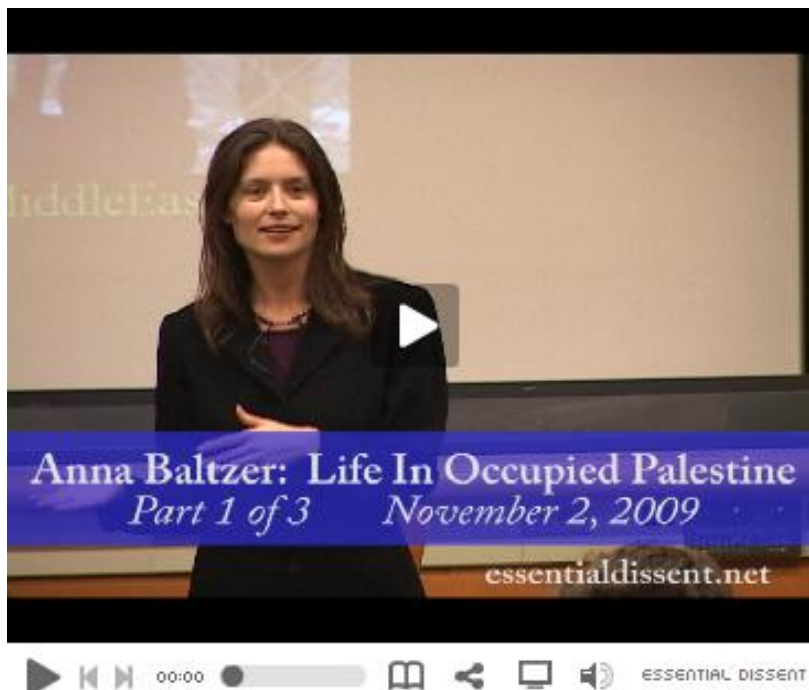 MiddleEas
Anna Baltzer: Life In Occupied Palestine
Part 1 of 3 November 2, 2009
essentialdissent.net
00:00
ESSENTIAL DISSENT